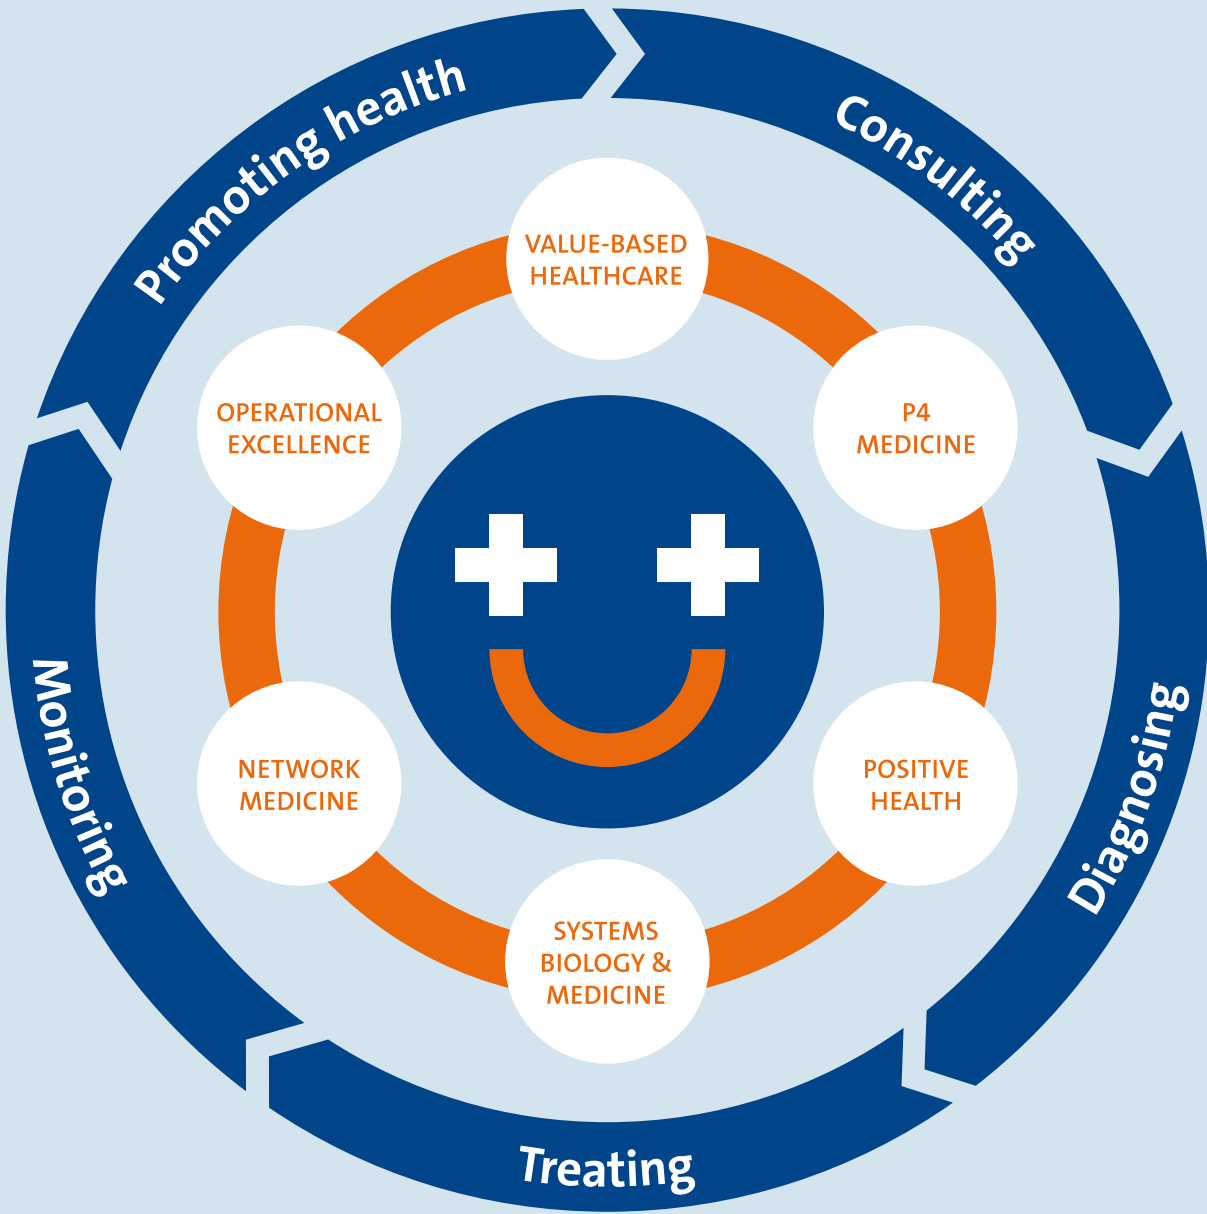 Promoting health
Consulting
Diagnosing
Treating
Monitoring
VALUE-BASED
HEALTHCARE
P4
MEDICINE
POSITIVE
HEALTH
SYSTEMS
BIOLOGY &
MEDICINE
NETWORK
MEDICINE
OPERATIONAL
EXCELLENCE